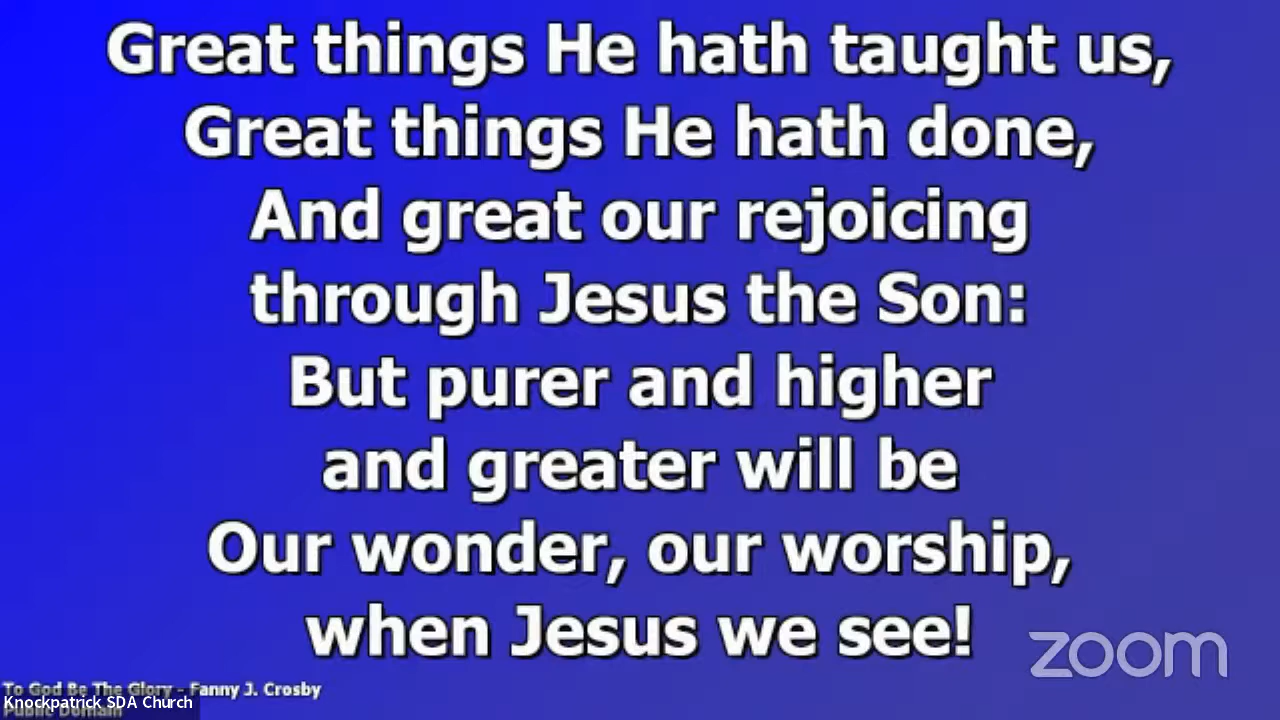 Great things He hath taught us,
Great things He hath done,
And great our rejoicing
through Jesus the Son:
But purer and higher
and greater will be
Our wonder, our worship,
when Jesus we see!
zoom
To God Be The Glory - Fanny J. Crosby
Knockpatrick SDA Church
Public Domain